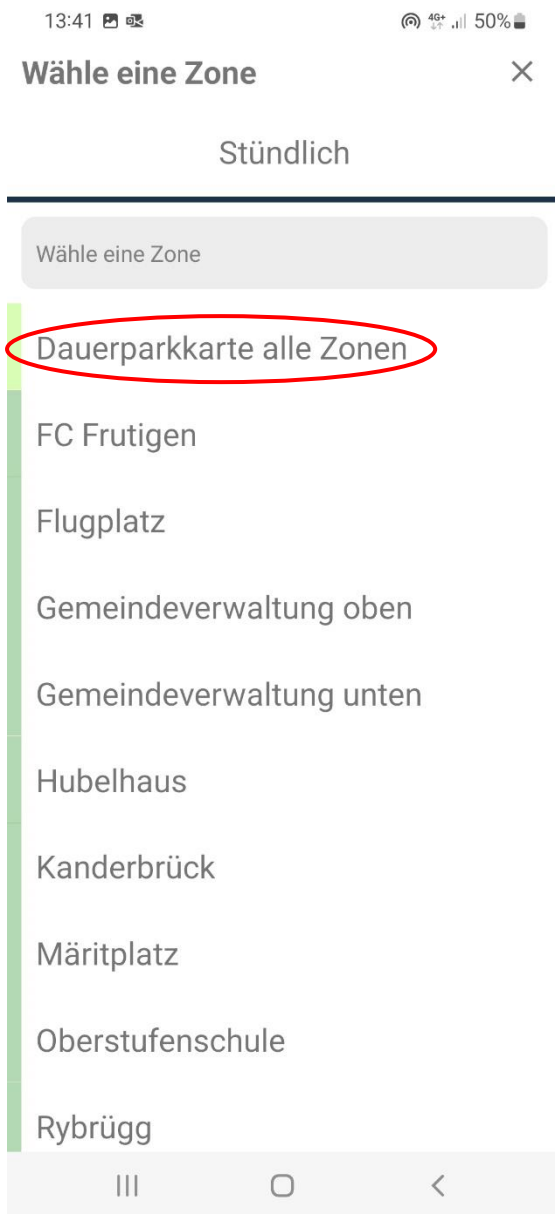 13:41 4G+ 50%
Wähle eine Zone
Stündlich
Wähle eine Zone
Dauerparkkarte alle Zonen
FC Frutigen
Flugplatz
Gemeindeverwaltung oben
Gemeindeverwaltung unten
Hubelhaus
Kanderbrück
Märitplatz
Oberstufenschule
Rybrügg